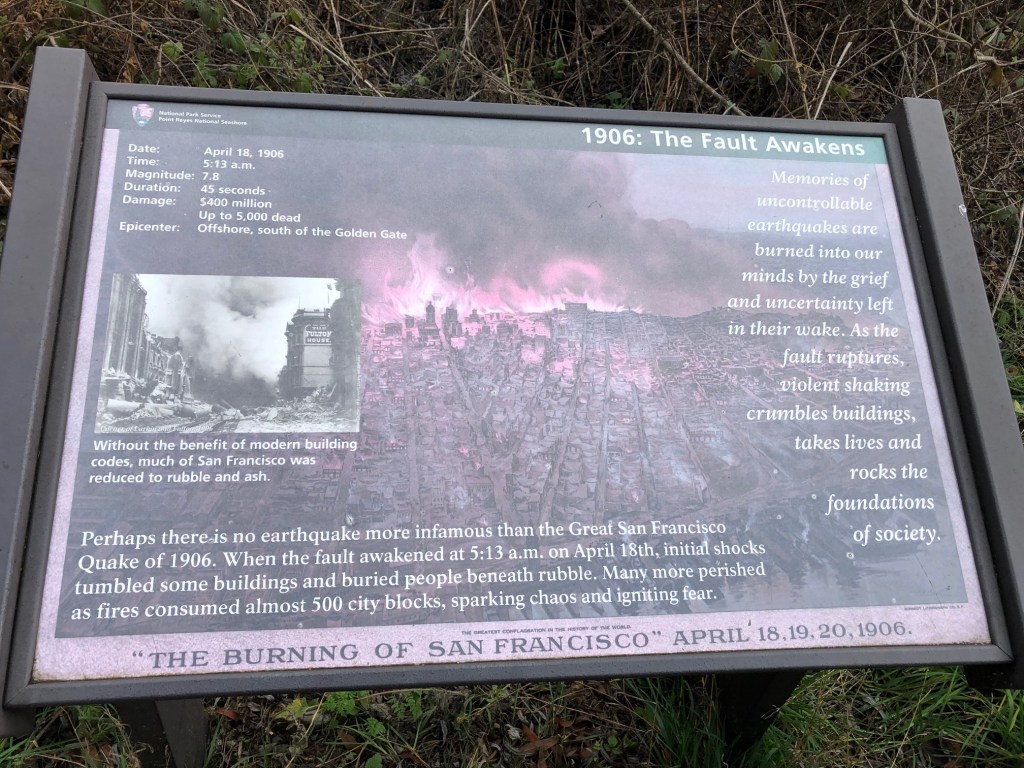 National Park Service
Point Reyes National Seashore
1906: The Fault Awakens
Date: April 18, 1906
Time: 5:13 a.m.
Magnitude: 7.8
Duration: 45 seconds
Damage: $400 million
Up to 5,000 dead
Epicenter: Offshore, south of the Golden Gate
THE
FULTON
HOUSE
Without the benefit of modern building
codes, much of San Francisco was
reduced to rubble and ash.
Memories of
uncontrollable
earthquakes are
burned into our
minds by the grief
and uncertainty left
in their wake. As the
fault ruptures,
violent shaking
crumbles buildings,
takes lives and
rocks the
foundations
of society.
Perhaps there is no earthquake more infamous than the Great San Francisco
Quake of 1906. When the fault awakened at 5:13 a.m. on April 18th, initial shocks
tumbled some buildings and buried people beneath rubble. Many more perished
as fires consumed almost 500 city blocks, sparking chaos and igniting fear.
THE GREATEST CONFLAGRATION IN THE HISTORY OF THE WORLD
"THE BURNING OF SAN FRANCISCO" APRIL 18, 19, 20, 1906.